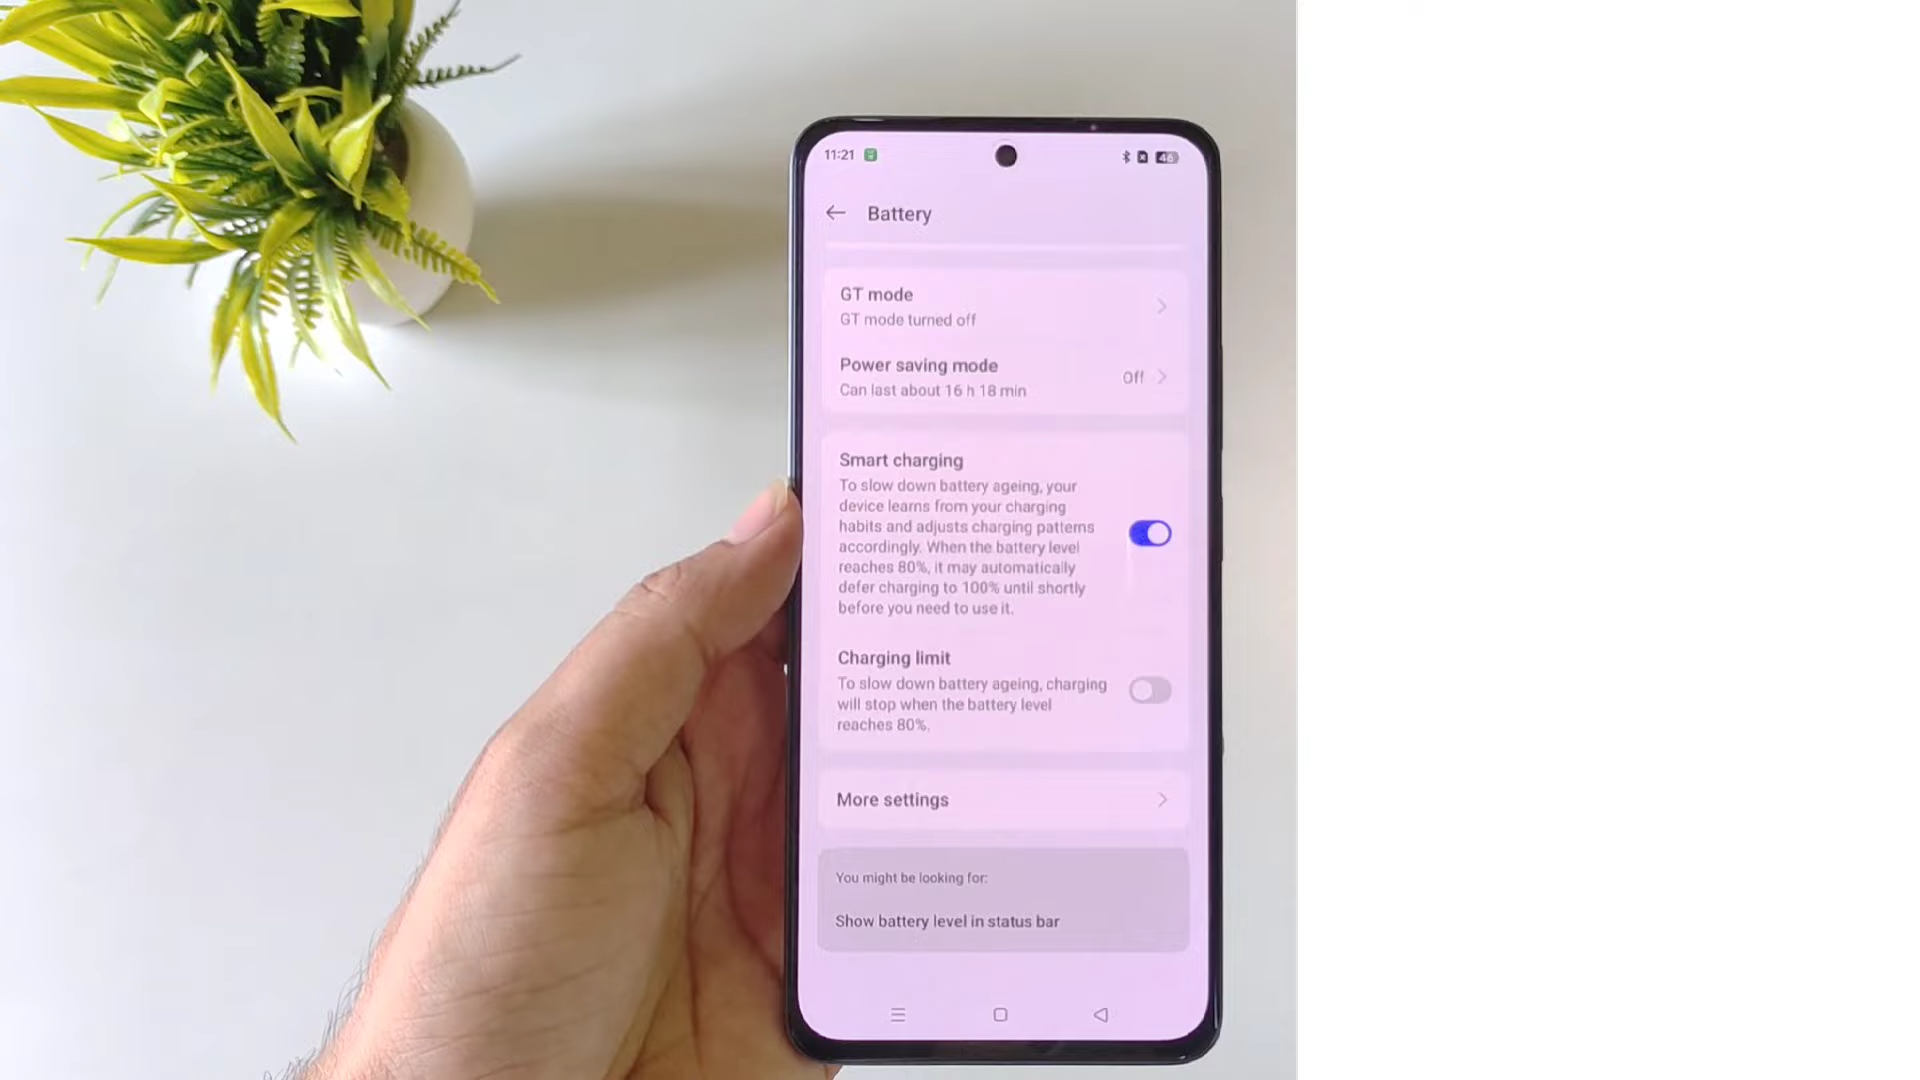 11:21
46
Battery
GT mode
GT mode turned off
Power saving mode
Off
Can last about 16 h 18 min
Smart charging
To slow down battery ageing, your
device learns from your charging
habits and adjusts charging patterns
accordingly. When the battery level
reaches 80%, it may automatically
defer charging to 100% until shortly
before you need to use it.
Charging limit
To slow down battery ageing, charging
will stop when the battery level
reaches 80%.
More settings
You might be looking for:
Show battery level in status bar